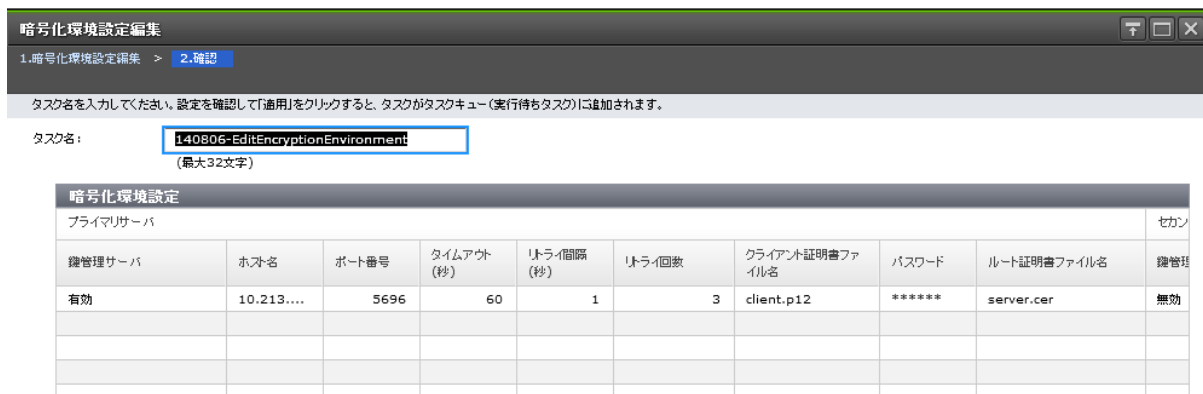 暗号化環境設定編集
1.暗号化環境設定編集 > 2.確認
タスク名を入力してください。設定を確認して「適用」をクリックすると、タスクがタスクキュー(実行待ちタスク)に追加されます。
タスク名: 140806-EditEncryptionEnvironment
(最大32文字)
暗号化環境設定
プライマリサーバ セカン
鍵管理サーバ ホスト名 ポート番号 タイムアウト(秒) リトライ間隔(秒) リトライ回数 クライアント証明書ファイル名 パスワード ルート証明書ファイル名 鍵管理
有効 10.213.... 5696 60 1 3 client.p12 ****** server.cer 無効